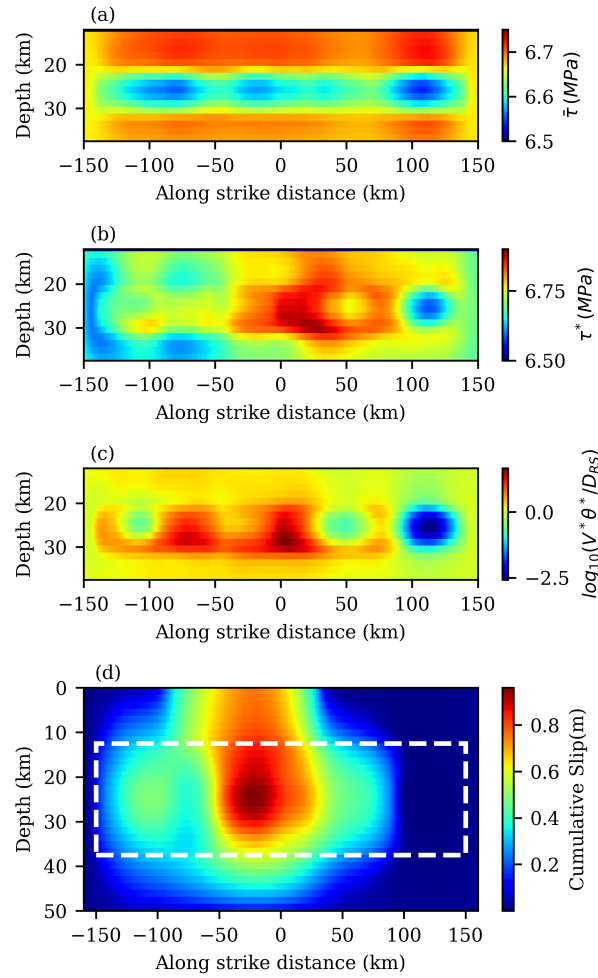 (a)
Depth (km)
20
30
−150 −100 −50 0 50 100 150
Along strike distance (km)
6.7
6.6
6.5
τ̄ (MPa)
(b)
Depth (km)
20
30
−150 −100 −50 0 50 100 150
Along strike distance (km)
6.75
6.50
τ* (MPa)
(c)
Depth (km)
20
30
−150 −100 −50 0 50 100 150
Along strike distance (km)
0.0
−2.5
log₁₀(V*θ*/D_RS)
(d)
Depth (km)
0
10
20
30
40
50
−150 −100 −50 0 50 100 150
Along strike distance (km)
0.8
0.6
0.4
0.2
Cumulative Slip(m)